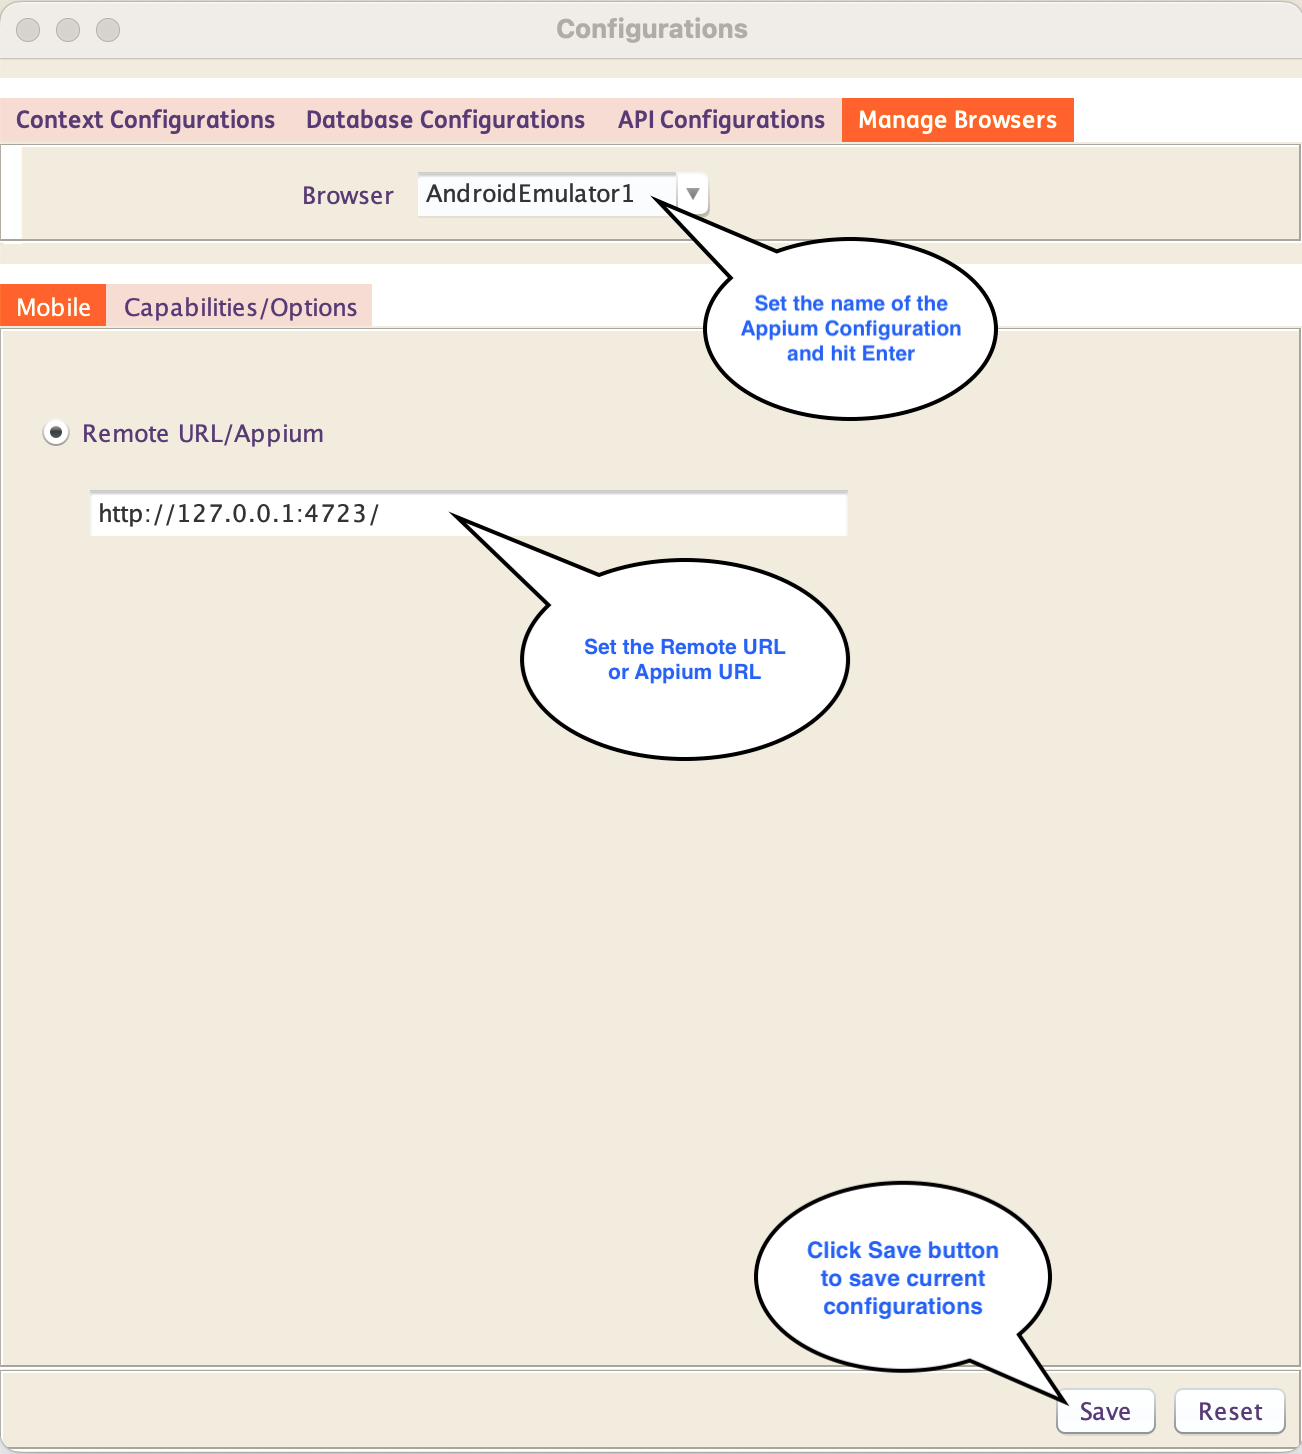 Configurations
Context Configurations Database Configurations API Configurations Manage Browsers
Browser AndroidEmulator1
Set the name of the
Appium Configuration
and hit Enter
Mobile Capabilities/Options
Remote URL/Appium
http://127.0.0.1:4723/
Set the Remote URL
or Appium URL
Click Save button
to save current
configurations
Save Reset